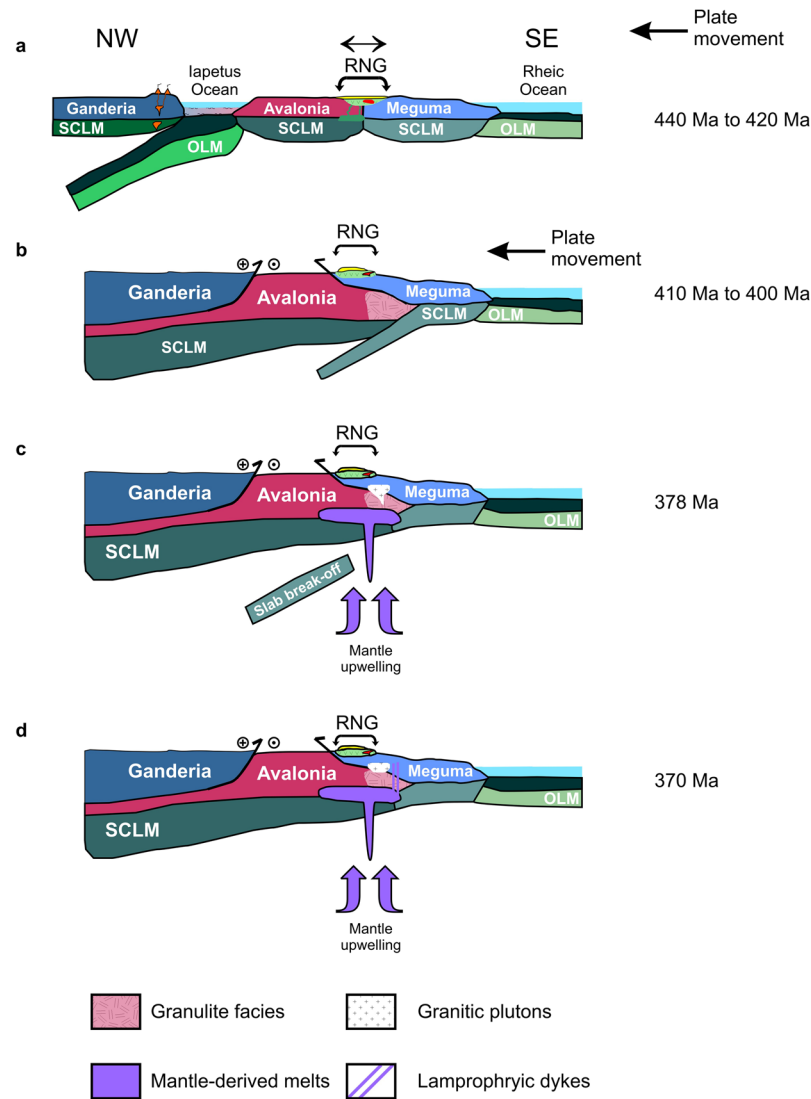 NW
SE
Plate
movement
a
Iapetus
Ocean
RNG
Rheic
Ocean
Ganderia
Avalonia
Meguma
SCLM
SCLM
SCLM
OLM
OLM
440 Ma to 420 Ma
b
RNG
Plate
movement
Ganderia
Avalonia
Meguma
SCLM
SCLM
OLM
410 Ma to 400 Ma
c
RNG
Ganderia
Avalonia
Meguma
SCLM
OLM
Slab break-off
Mantle
upwelling
378 Ma
d
RNG
Ganderia
Avalonia
Meguma
SCLM
OLM
Mantle
upwelling
370 Ma
Granulite facies
Granitic plutons
Mantle-derived melts
Lamprophryic dykes